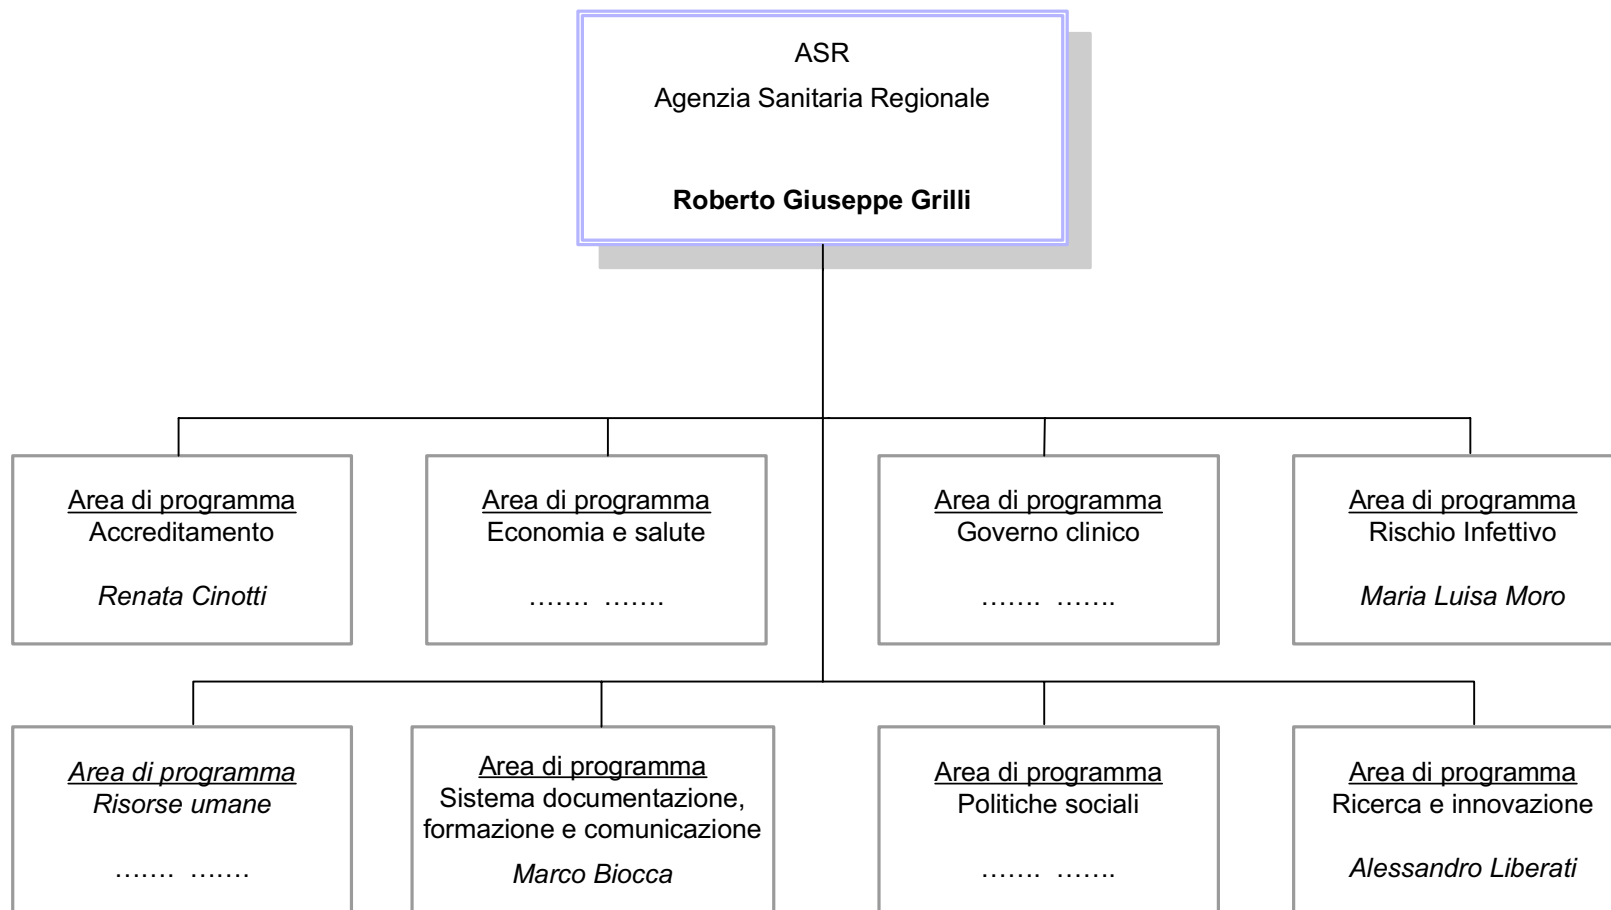 ASR
Agenzia Sanitaria Regionale
Roberto Giuseppe Grilli
Area di programma
Accreditamento
Renata Cinotti
Area di programma
Economia e salute
……. …….
Area di programma
Governo clinico
……. …….
Area di programma
Rischio Infettivo
Maria Luisa Moro
Area di programma
Risorse umane
……. …….
Area di programma
Sistema documentazione,
formazione e comunicazione
Marco Biocca
Area di programma
Politiche sociali
……. …….
Area di programma
Ricerca e innovazione
Alessandro Liberati